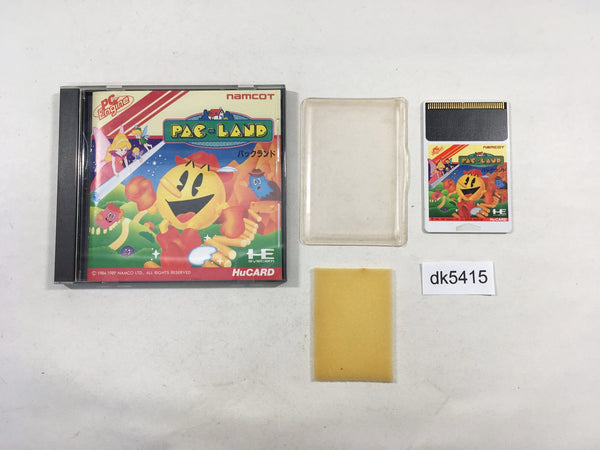 PC Engine
namcot
PAC-LAND
パックランド
© 1984 1989 NAMCO LTD., ALL RIGHTS RESERVED
HE
SYSTEM
HuCARD
namcot
PAC-LAND
HE
dk5415